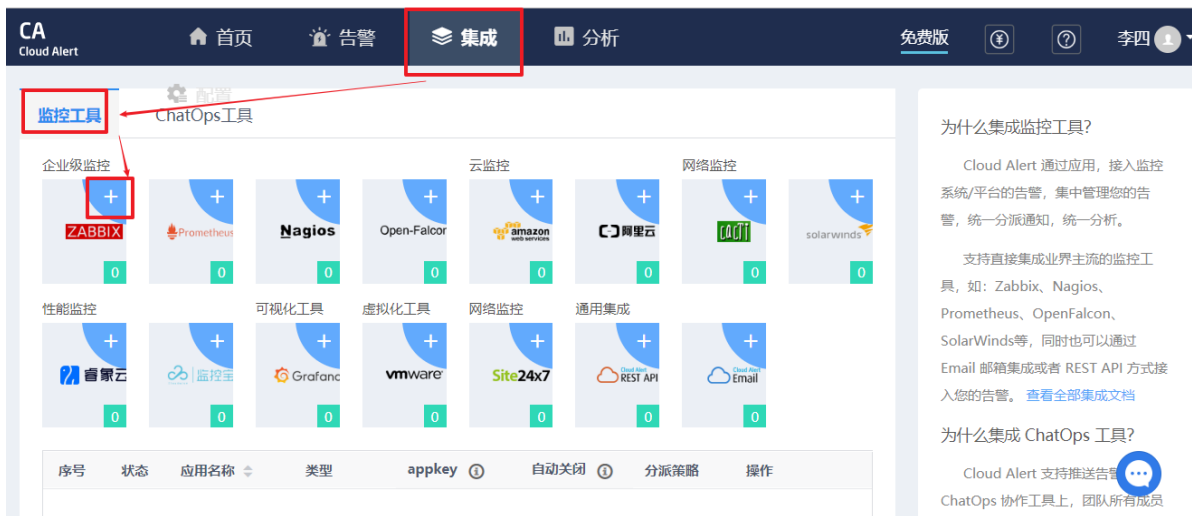 CA
Cloud Alert
首页
告警
集成
分析
免费版
李四
配置
监控工具
ChatOps工具
企业级监控
云监控
网络监控
ZABBIX
Prometheus
Nagios
Open-Falcor
amazon
web services
阿里云
cacti
solarwinds
0
0
0
0
0
0
0
0
性能监控
可视化工具
虚拟化工具
网络监控
通用集成
睿象云
监控宝
Grafana
vmware
Site24x7
Cloud Alert
REST API
Cloud Alert
Email
0
0
0
0
0
0
0
序号
状态
应用名称
类型
appkey
自动关闭
分派策略
操作
为什么集成监控工具?
Cloud Alert 通过应用，接入监控
系统/平台的告警，集中管理您的告
警，统一分派通知，统一分析。
支持直接集成业界主流的监控工
具，如：Zabbix、Nagios、
Prometheus、OpenFalcon、
SolarWinds等，同时也可以通过
Email 邮箱集成或者 REST API 方式接
入您的告警。 查看全部集成文档
为什么集成 ChatOps 工具?
Cloud Alert 支持推送告警
ChatOps 协作工具上，团队所有成员